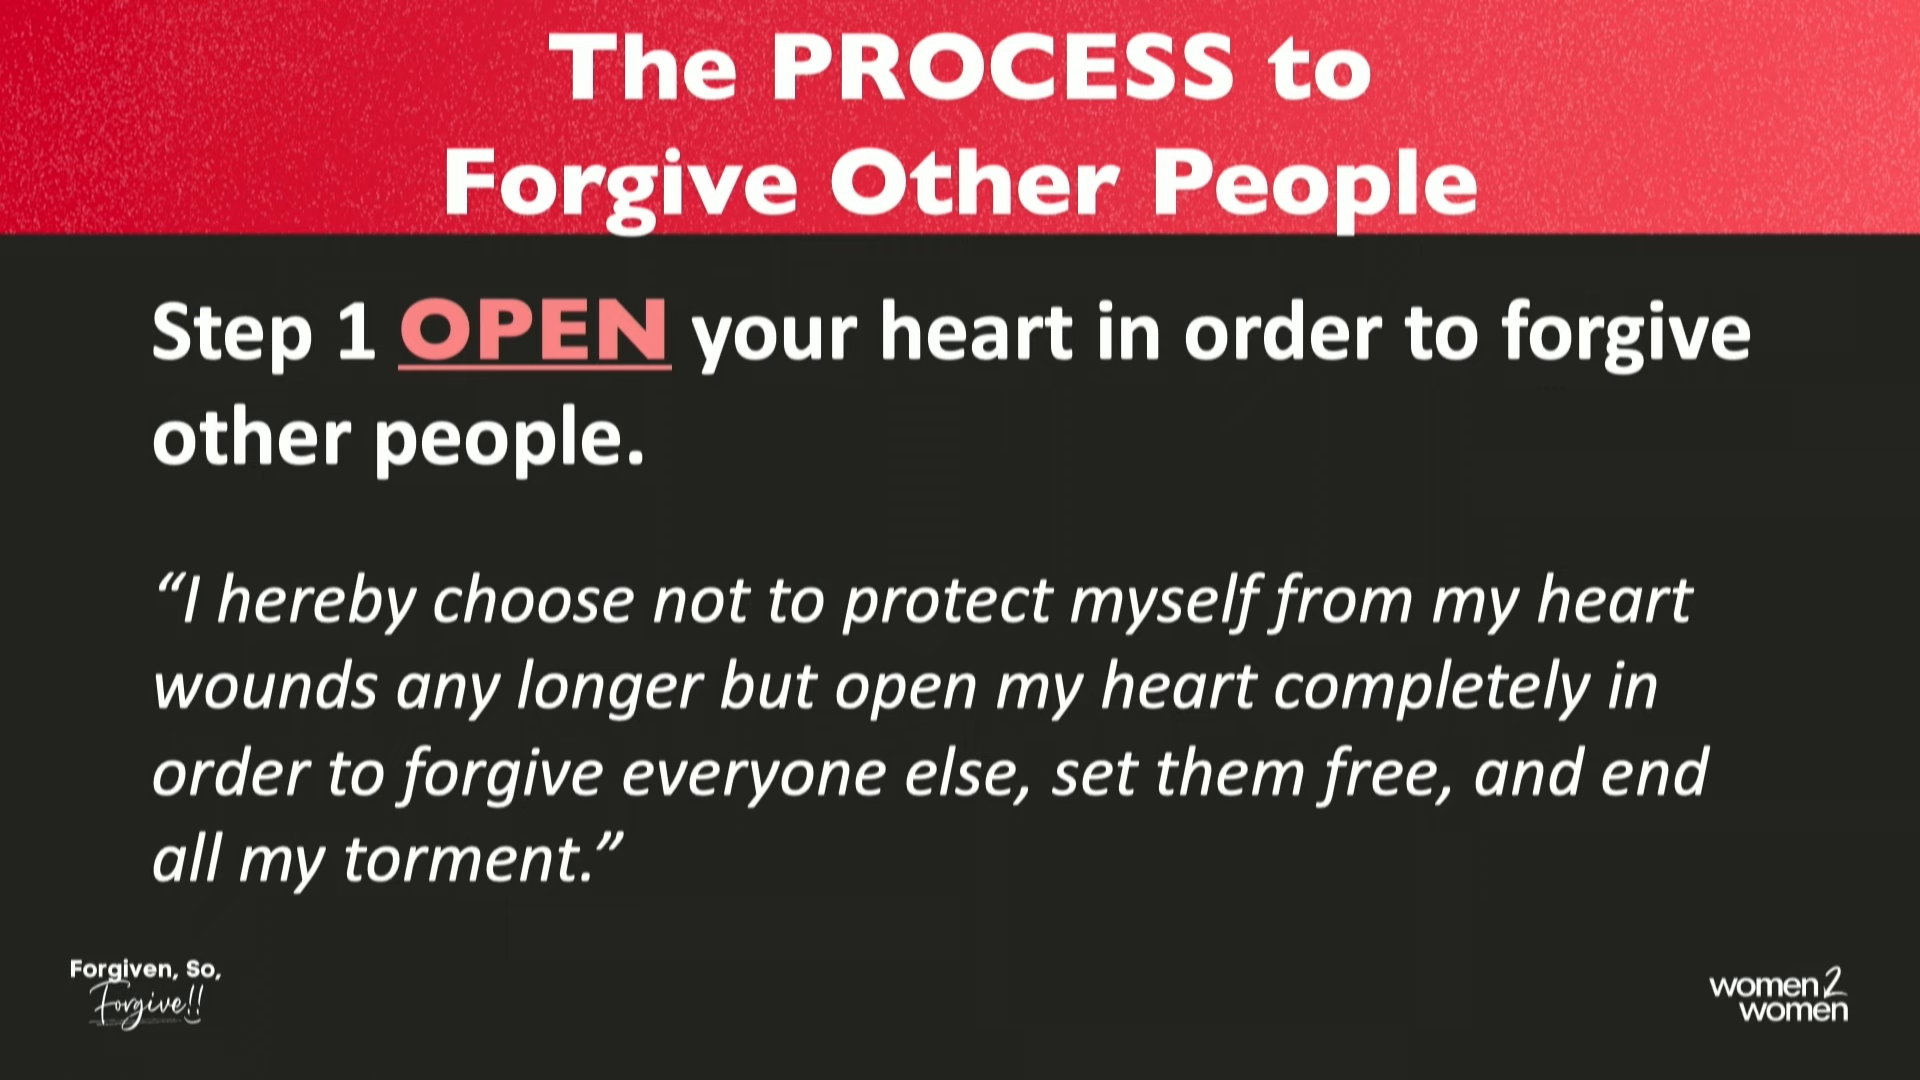 The PROCESS to
Forgive Other People
Step 1 OPEN your heart in order to forgive
other people.
“I hereby choose not to protect myself from my heart
wounds any longer but open my heart completely in
order to forgive everyone else, set them free, and end
all my torment.”
Forgiven, So,
Forgive!!
women2
women